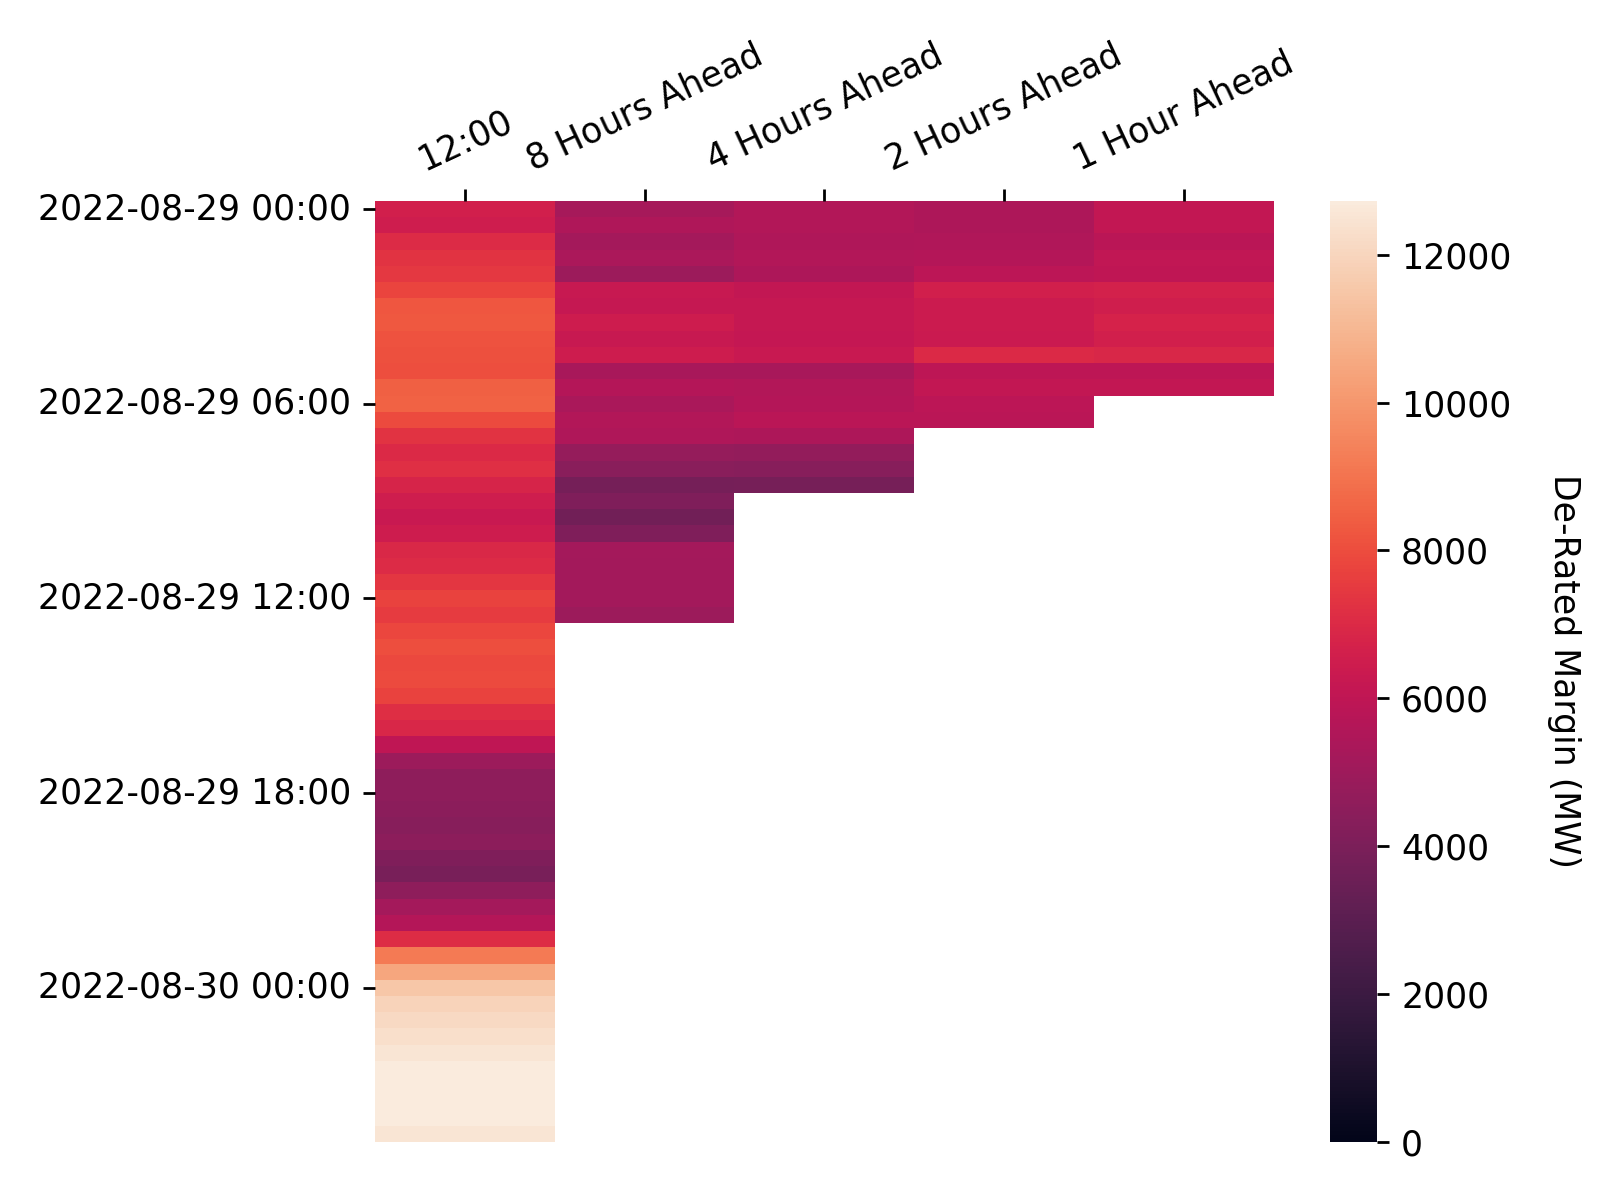 12:00
8 Hours Ahead
4 Hours Ahead
2 Hours Ahead
1 Hour Ahead
2022-08-29 00:00
2022-08-29 06:00
2022-08-29 12:00
2022-08-29 18:00
2022-08-30 00:00
12000
10000
8000
6000
4000
2000
0
De-Rated Margin (MW)